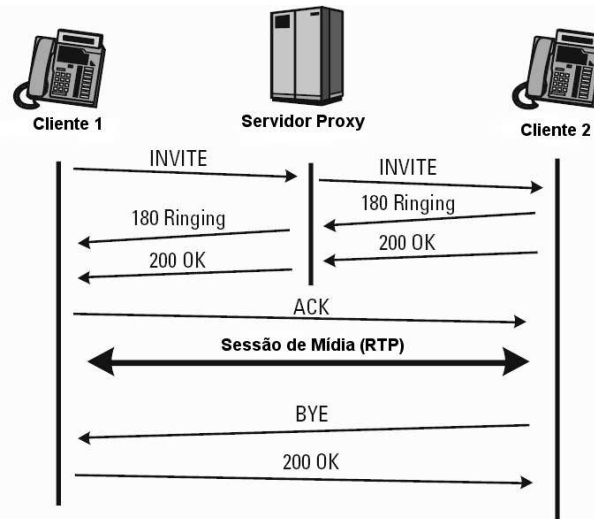 Cliente 1
Servidor Proxy
Cliente 2
INVITE
INVITE
180 Ringing
180 Ringing
200 OK
200 OK
ACK
Sessão de Mídia (RTP)
BYE
200 OK